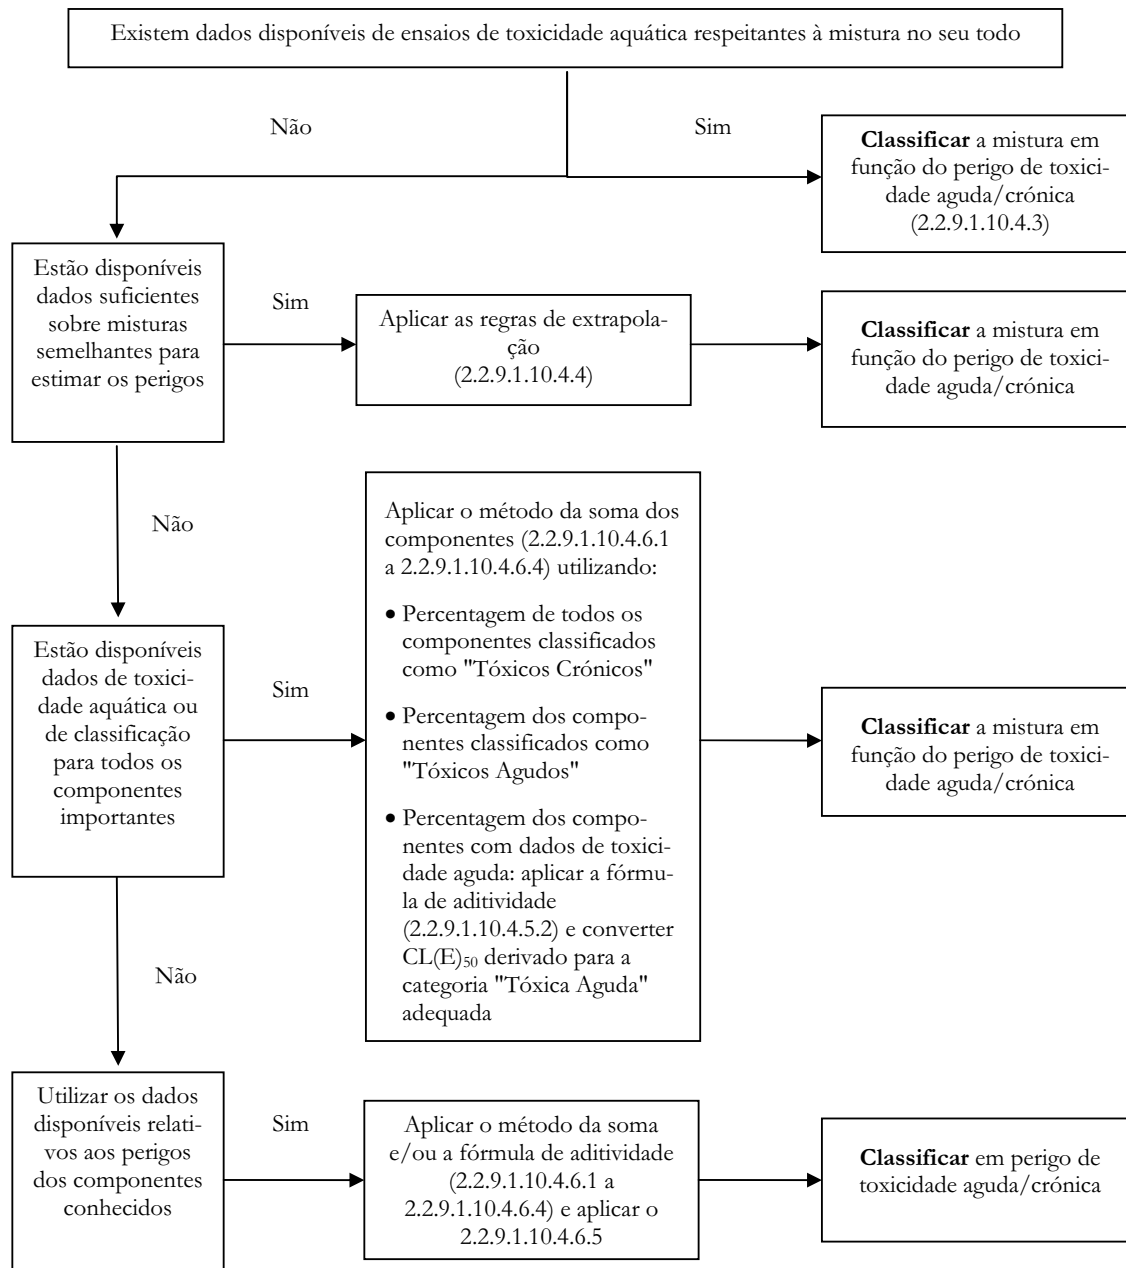 Existem dados disponíveis de ensaios de toxicidade aquática respeitantes à mistura no seu todo
Não
Sim
Classificar a mistura em
função do perigo de toxici-
dade aguda/crónica
(2.2.9.1.10.4.3)
Estão disponíveis
dados suficientes
sobre misturas
semelhantes para
estimar os perigos
Sim
Aplicar as regras de extrapola-
ção
(2.2.9.1.10.4.4)
Classificar a mistura em
função do perigo de toxici-
dade aguda/crónica
Não
Estão disponíveis
dados de toxici-
dade aquática ou
de classificação
para todos os
componentes
importantes
Sim
Aplicar o método da soma dos
componentes (2.2.9.1.10.4.6.1
a 2.2.9.1.10.4.6.4) utilizando:
• Percentagem de todos os
componentes classificados
como "Tóxicos Crónicos"
• Percentagem dos compo-
nentes classificados como
"Tóxicos Agudos"
• Percentagem dos compo-
nentes com dados de toxici-
dade aguda: aplicar a fórmu-
la de aditividade
(2.2.9.1.10.4.5.2) e converter
CL(E)₅₀ derivado para a
categoria "Tóxica Aguda"
adequada
Classificar a mistura em
função do perigo de toxici-
dade aguda/crónica
Não
Utilizar os dados
disponíveis relati-
vos aos perigos
dos componentes
conhecidos
Sim
Aplicar o método da soma
e/ou a fórmula de aditividade
(2.2.9.1.10.4.6.1 a
2.2.9.1.10.4.6.4) e aplicar o
2.2.9.1.10.4.6.5
Classificar em perigo de
toxicidade aguda/crónica